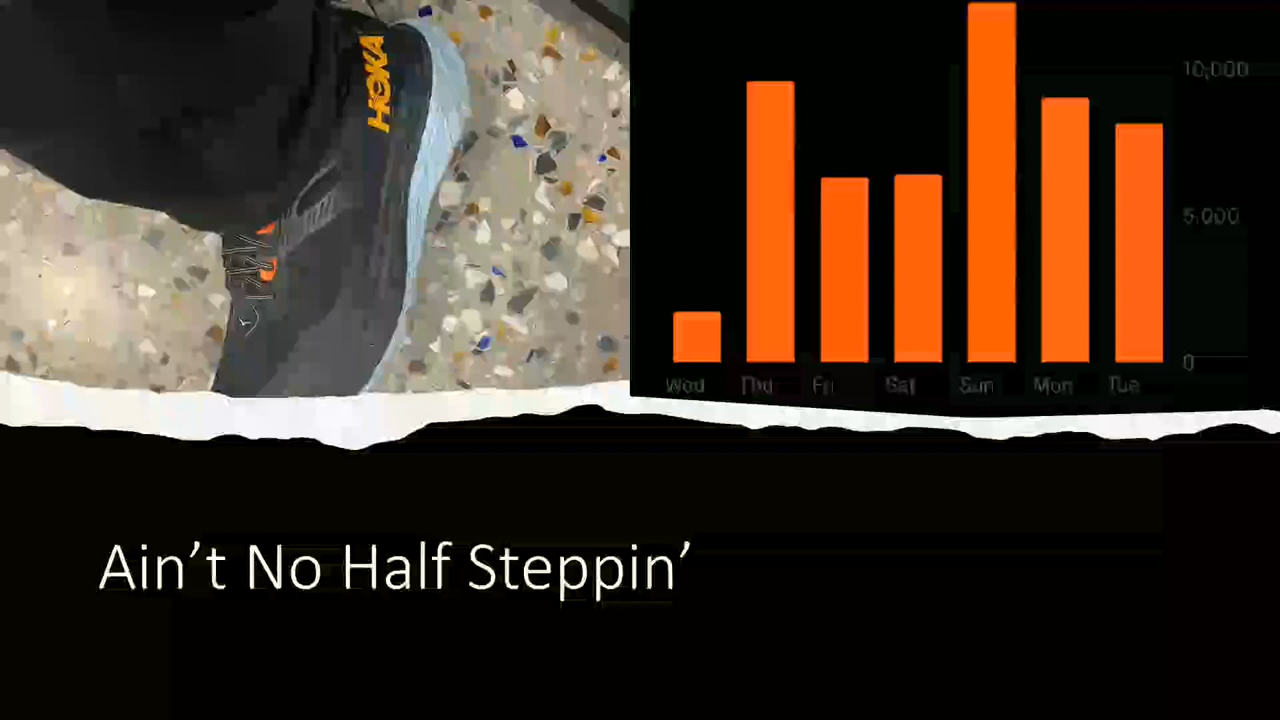 HOKA
10,000
5,000
0
Wed Thu Fri Sat Sun Mon Tue
Ain’t No Half Steppin’